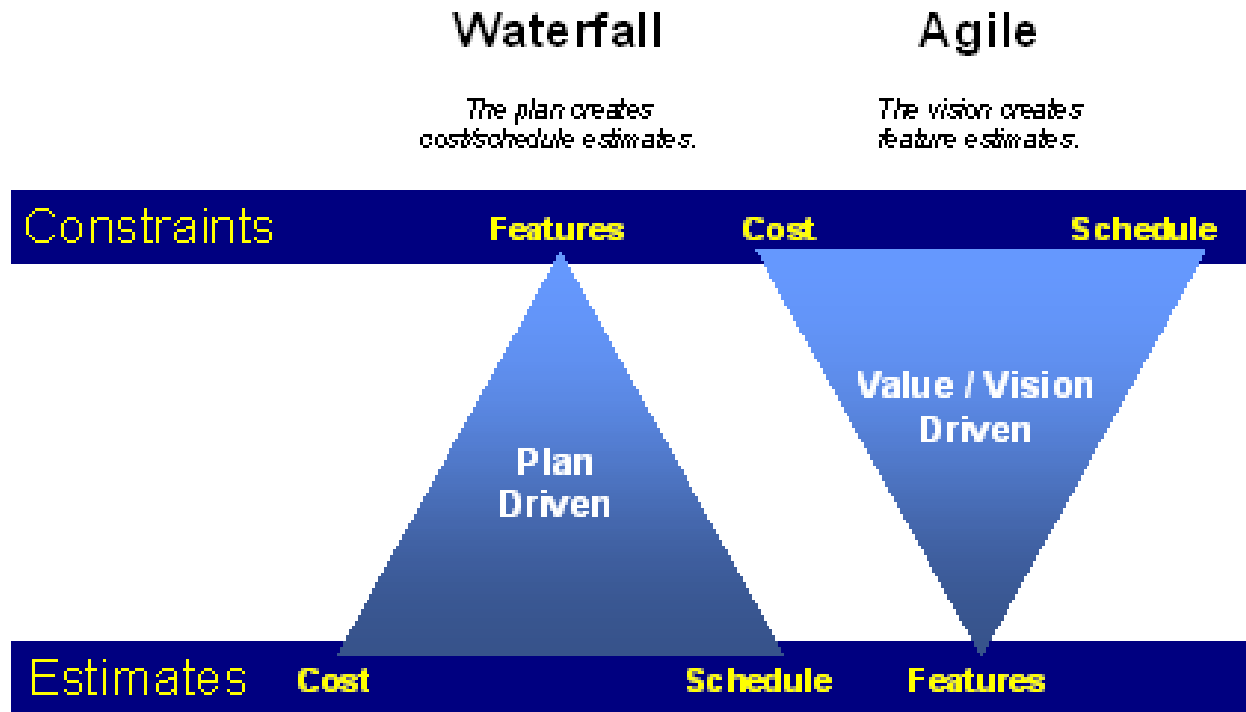 Waterfall
Agile
The plan creates
cost/schedule estimates.
The vision creates
feature estimates.
Constraints
Features
Cost
Schedule
Value / Vision
Driven
Plan
Driven
Estimates
Cost
Schedule
Features